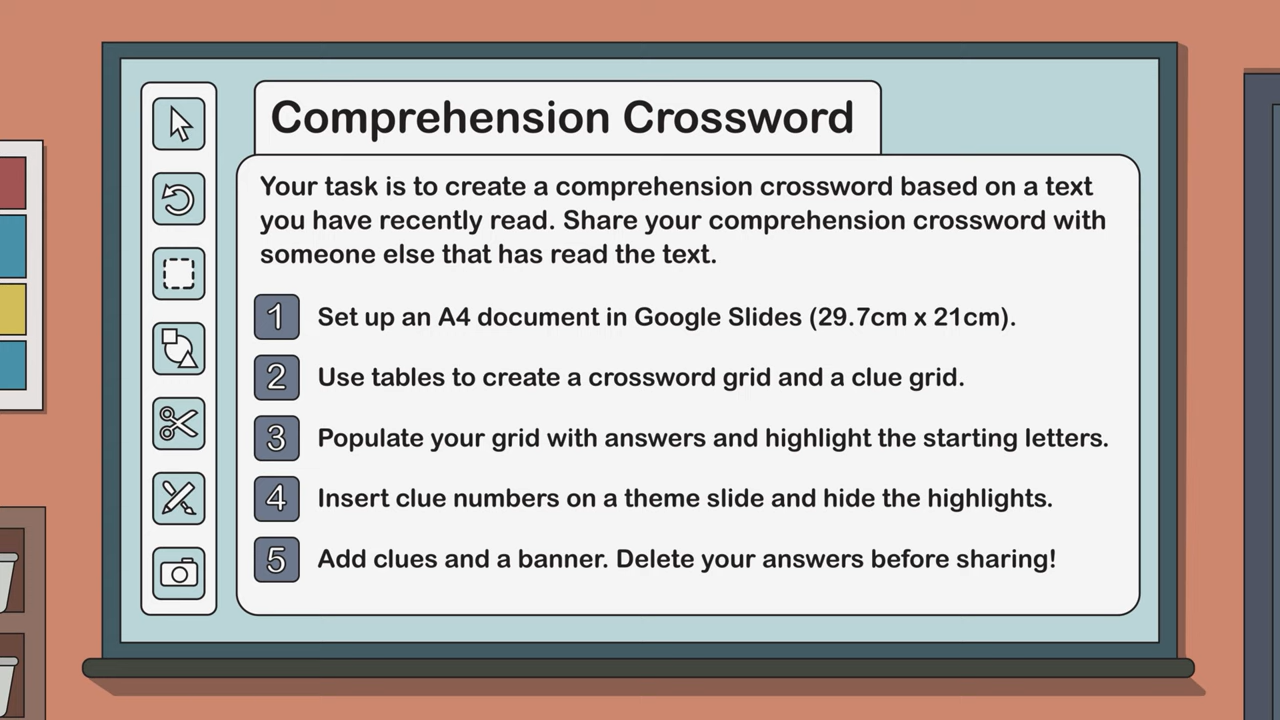 Comprehension Crossword
Your task is to create a comprehension crossword based on a text
you have recently read. Share your comprehension crossword with
someone else that has read the text.
1 Set up an A4 document in Google Slides (29.7cm x 21cm).
2 Use tables to create a crossword grid and a clue grid.
3 Populate your grid with answers and highlight the starting letters.
4 Insert clue numbers on a theme slide and hide the highlights.
5 Add clues and a banner. Delete your answers before sharing!